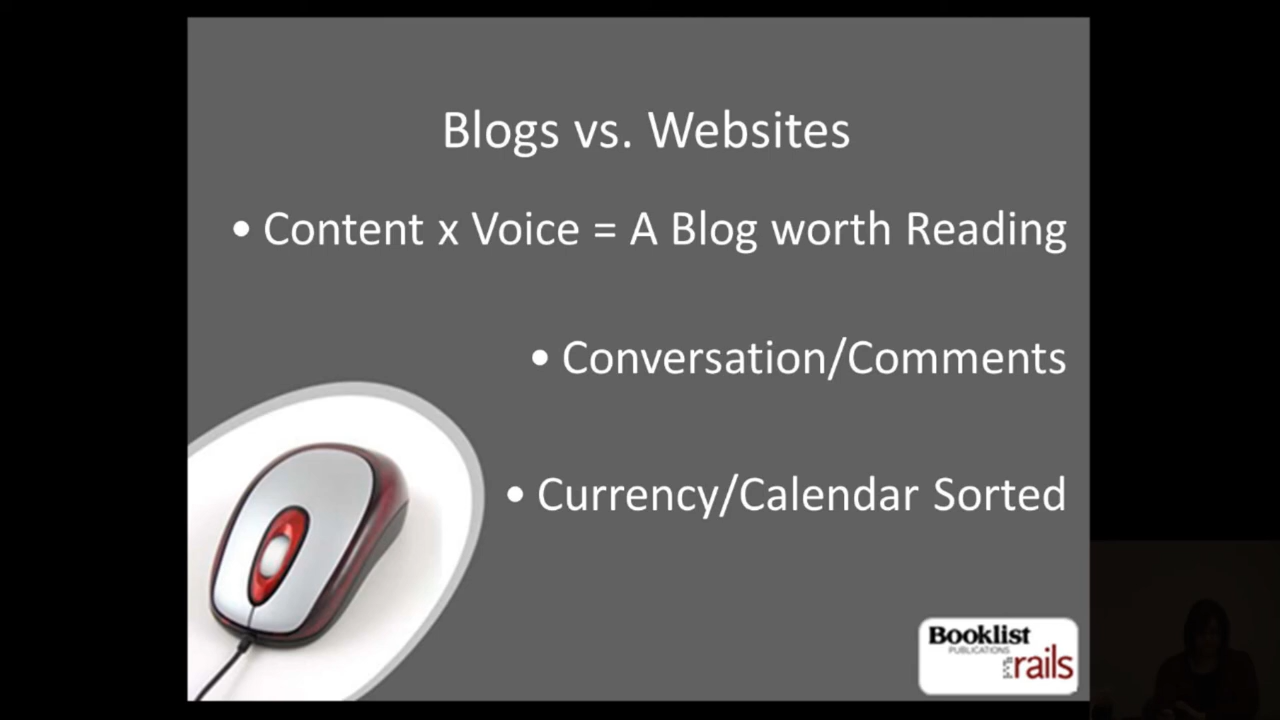 Blogs vs. Websites
• Content x Voice = A Blog worth Reading
• Conversation/Comments
• Currency/Calendar Sorted
Booklist
PUBLICATIONS
rails